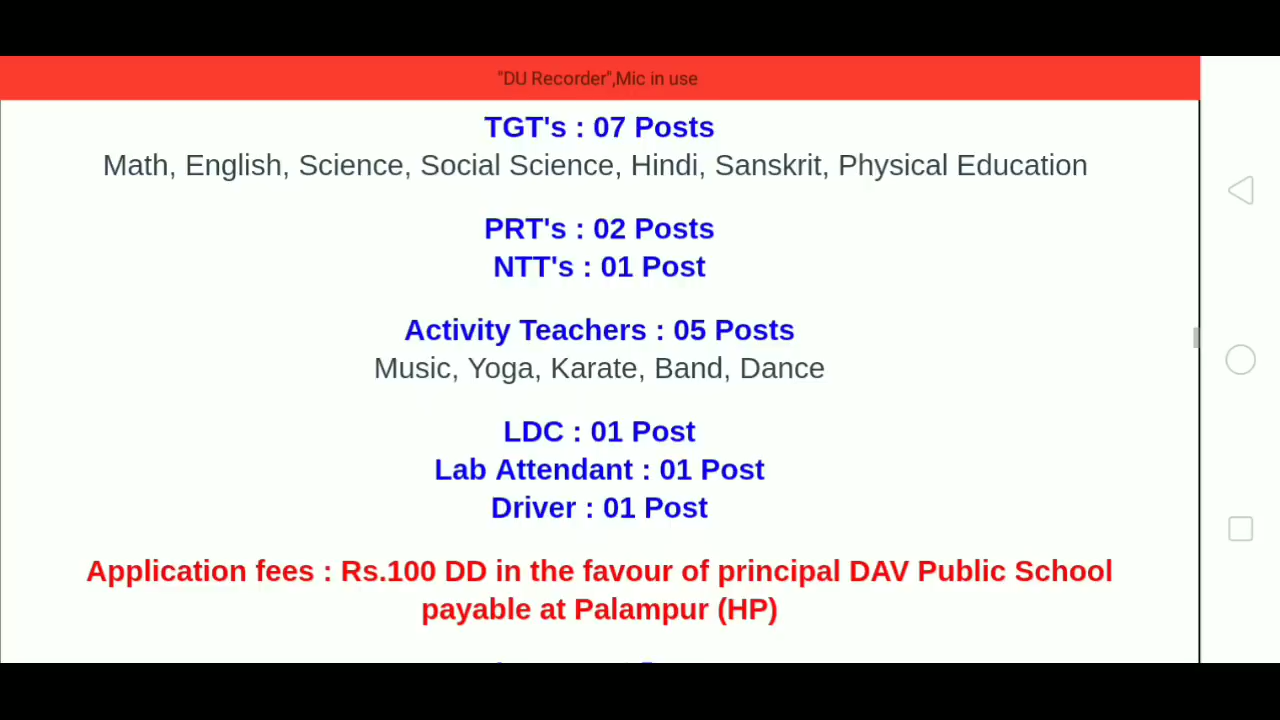 "DU Recorder",Mic in use
TGT's : 07 Posts
Math, English, Science, Social Science, Hindi, Sanskrit, Physical Education
PRT's : 02 Posts
NTT's : 01 Post
Activity Teachers : 05 Posts
Music, Yoga, Karate, Band, Dance
LDC : 01 Post
Lab Attendant : 01 Post
Driver : 01 Post
Application fees : Rs.100 DD in the favour of principal DAV Public School
payable at Palampur (HP)